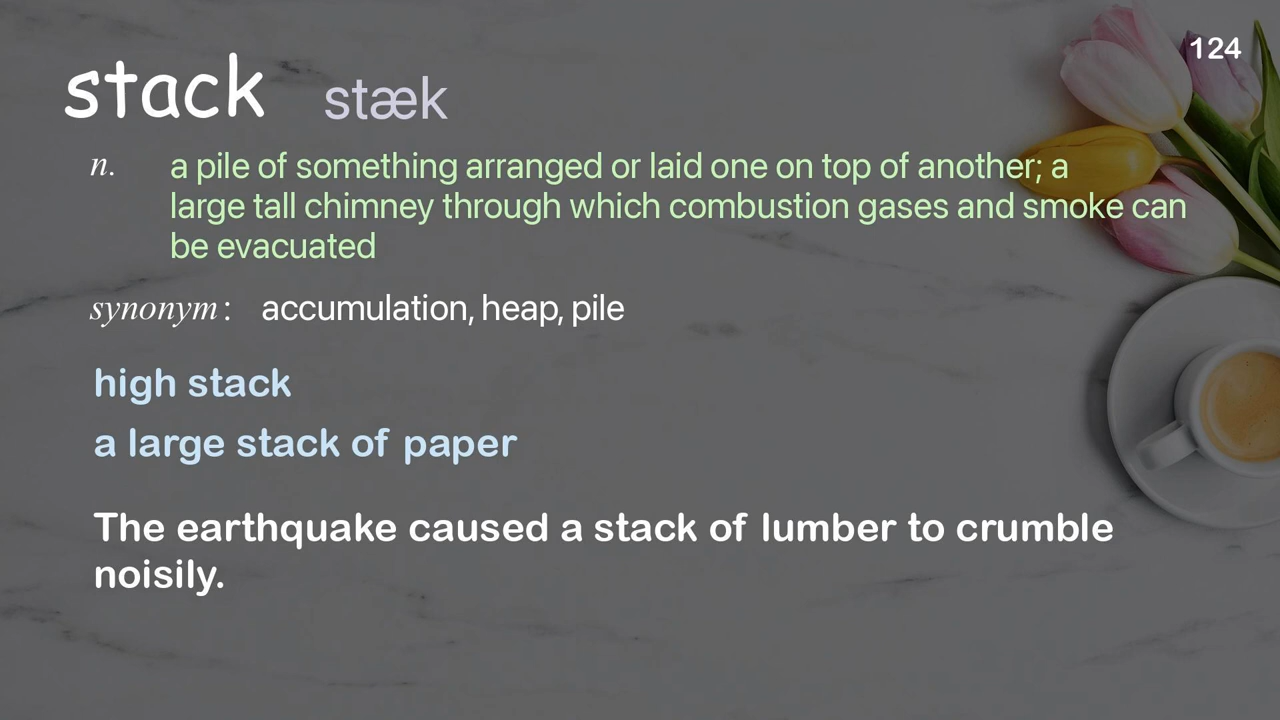 124
stack stæk
n. a pile of something arranged or laid one on top of another; a
large tall chimney through which combustion gases and smoke can
be evacuated
synonym: accumulation, heap, pile
high stack
a large stack of paper
The earthquake caused a stack of lumber to crumble
noisily.